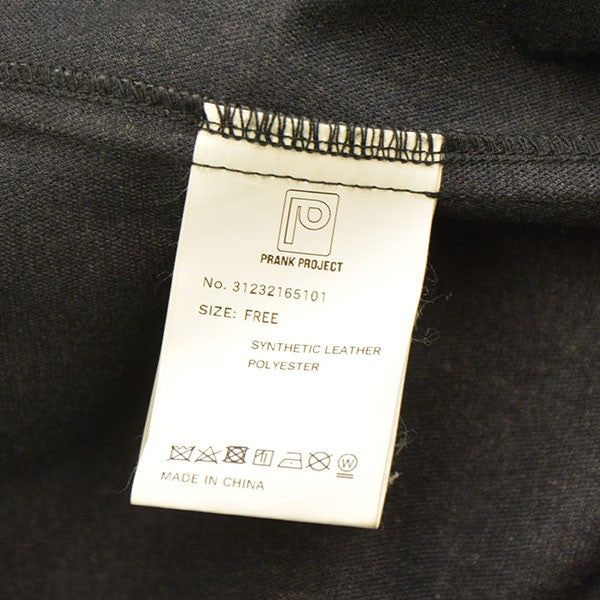 P
PRANK PROJECT
No. 31232165101
SIZE: FREE
SYNTHETIC LEATHER
POLYESTER
W
MADE IN CHINA